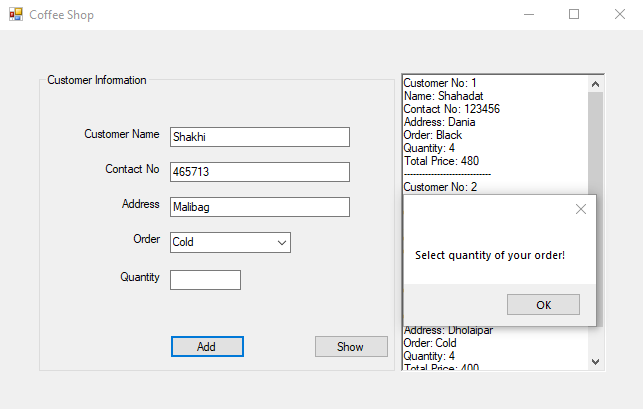 Coffee Shop
Customer Information
Customer Name
Shakhi
Contact No
465713
Address
Malibag
Order
Cold
Quantity
Add
Show
Customer No: 1
Name: Shahadat
Contact No: 123456
Address: Dania
Order: Black
Quantity: 4
Total Price: 480
-----------------------------
Customer No: 2
Select quantity of your order!
OK
Address: Dholaipar
Order: Cold
Quantity: 4
Total Price: 400